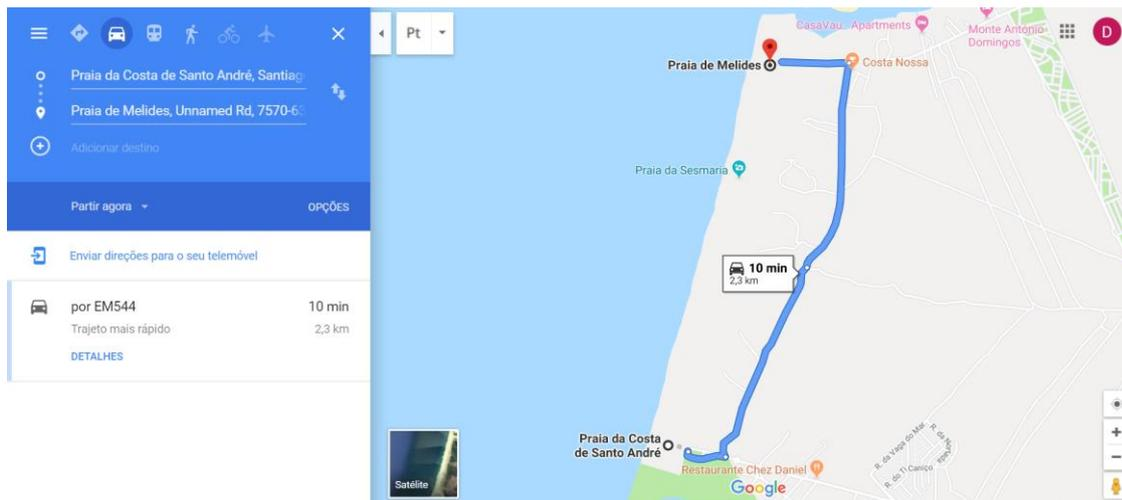 Praia da Costa de Santo André, Santiag
Praia de Melides, Unnamed Rd, 7570-63
Adicionar destino
Partir agora
OPÇÕES
Enviar direções para o seu telemóvel
por EM544
10 min
Trajeto mais rápido
2,3 km
DETALHES
Pt
CasaVau... Apartments
Monte Antonio
Domingos
D
Praia de Melides
Costa Nossa
Praia da Sesmaria
10 min
2,3 km
Praia da Costa
de Santo André
Restaurante Chez Daniel
R. da Vaga do Mar
R. do Ti Caniço
Satélite
Google